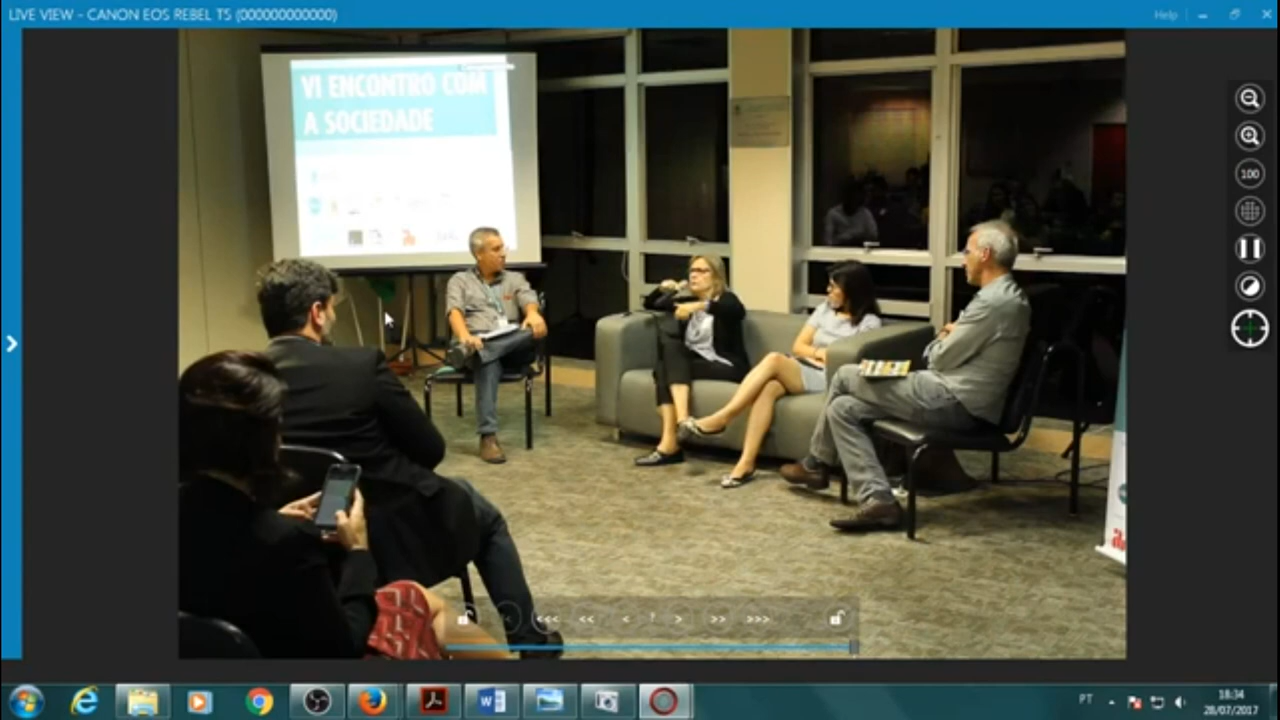 LIVE VIEW - CANON EOS REBEL T5 (000000000000)
Help
VI ENCONTRO COM
A SOCIEDADE
100
<<< << < ? > >> >>>
PT
18:34
28/07/2017